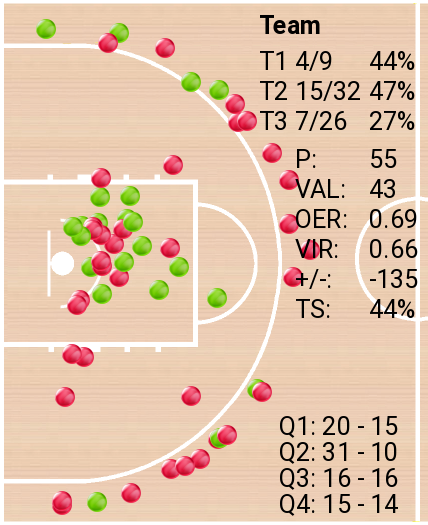 Team
T1 4/9 44%
T2 15/32 47%
T3 7/26 27%
P: 55
VAL: 43
OER: 0.69
VIR: 0.66
+/-: -135
TS: 44%
Q1: 20 - 15
Q2: 31 - 10
Q3: 16 - 16
Q4: 15 - 14